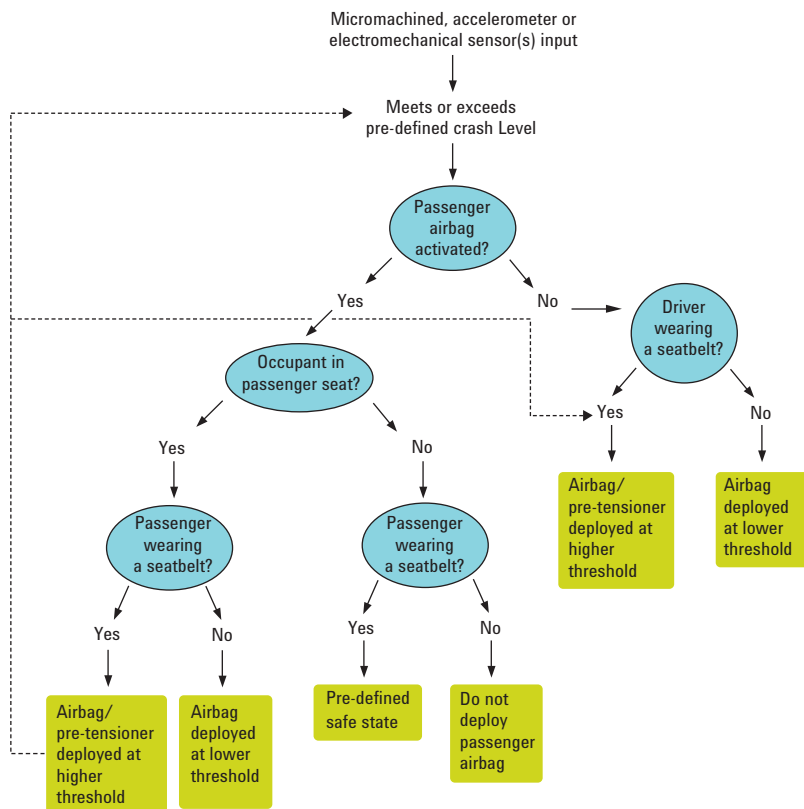 Micromachined, accelerometer or
electromechanical sensor(s) input
Meets or exceeds
pre-defined crash Level
Passenger
airbag
activated?
Yes
No
Driver
wearing
a seatbelt?
Occupant in
passenger seat?
Yes
No
Yes
No
Airbag/
pre-tensioner
deployed at
higher
threshold
Airbag
deployed
at lower
threshold
Passenger
wearing
a seatbelt?
Passenger
wearing
a seatbelt?
Yes
No
Yes
No
Airbag/
pre-tensioner
deployed at
higher
threshold
Airbag
deployed
at lower
threshold
Pre-defined
safe state
Do not
deploy
passenger
airbag